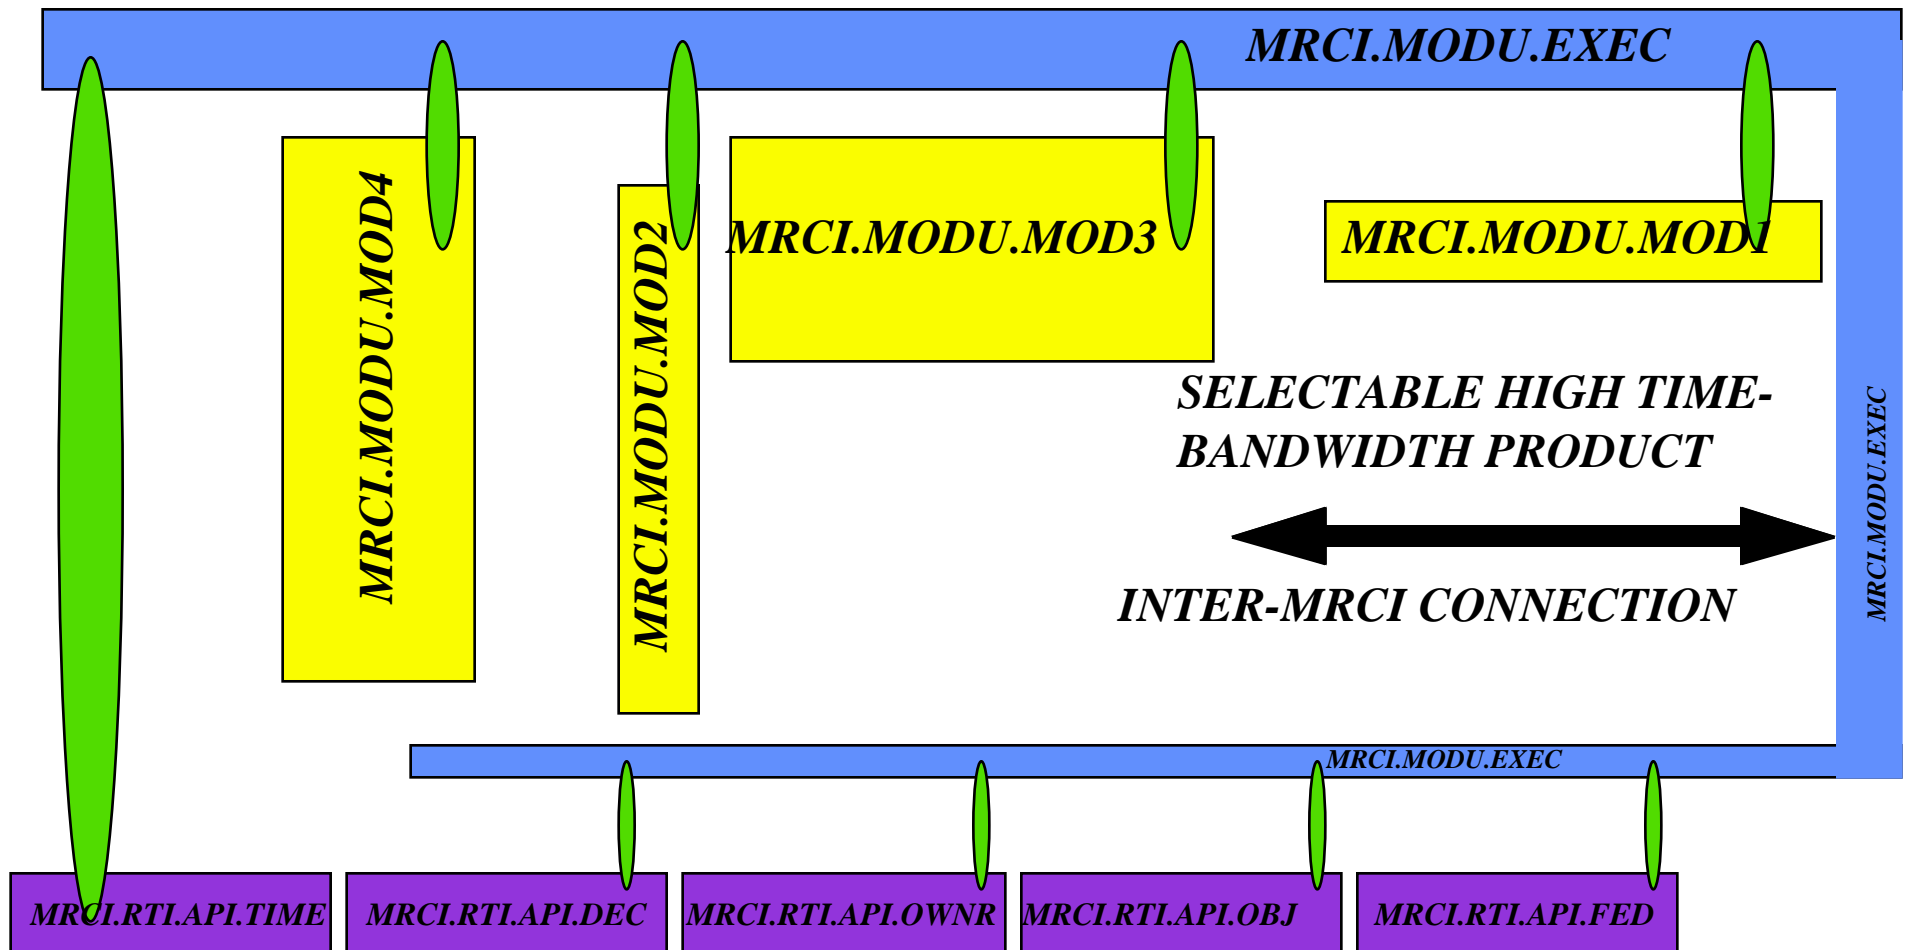 MRCI.MODU.EXEC
MRCI.MODU.MOD4
MRCI.MODU.MOD2
MRCI.MODU.MOD3
MRCI.MODU.MOD1
SELECTABLE HIGH TIME-
BANDWIDTH PRODUCT
INTER-MRCI CONNECTION
MRCI.MODU.EXEC
MRCI.MODU.EXEC
MRCI.RTI.API.TIME
MRCI.RTI.API.DEC
MRCI.RTI.API.OWNR
MRCI.RTI.API.OBJ
MRCI.RTI.API.FED